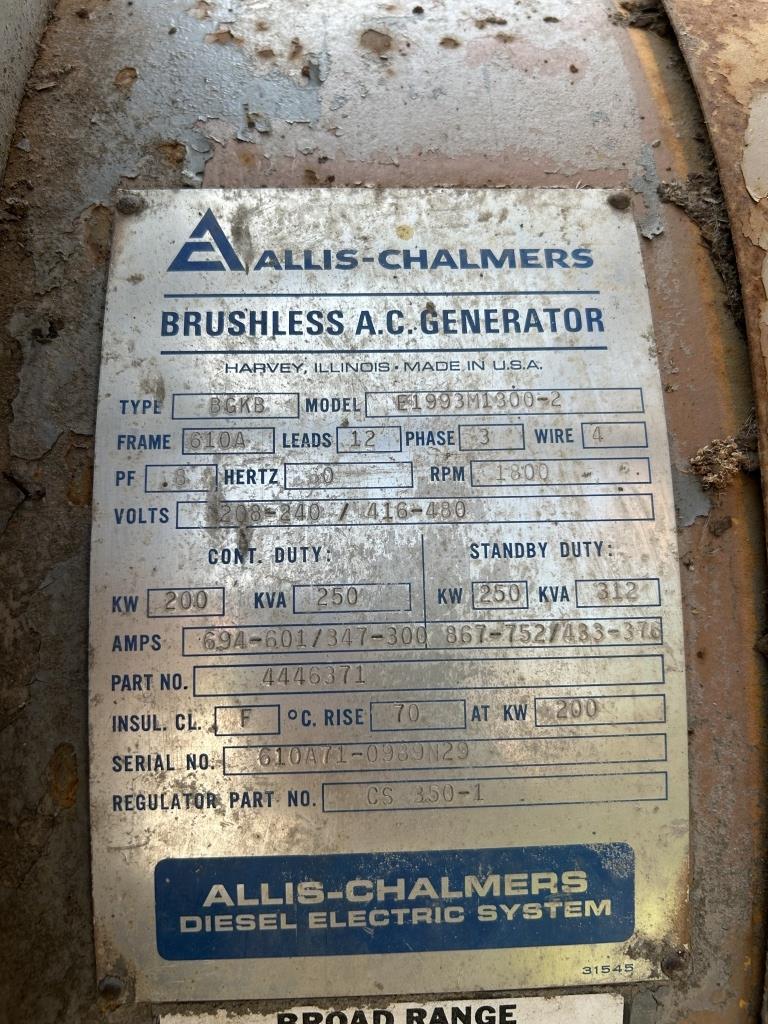 ALLIS-CHALMERS
BRUSHLESS A.C. GENERATOR
HARVEY, ILLINOIS · MADE IN U.S.A.
TYPE BGKB MODEL E1993M1300-2
FRAME 610A LEADS 12 PHASE 3 WIRE 4
PF .8 HERTZ 60 RPM 1800
VOLTS 208-240 / 416-480
CONT. DUTY: STANDBY DUTY:
KW 200 KVA 250 KW 250 KVA 312
AMPS 694-601/347-300 867-752/433-376
PART NO. 4446371
INSUL. CL. F °C. RISE 70 AT KW 200
SERIAL NO. 610A71-0989N29
REGULATOR PART NO. CS 350-1
ALLIS-CHALMERS
DIESEL ELECTRIC SYSTEM
31545
BROAD RANGE